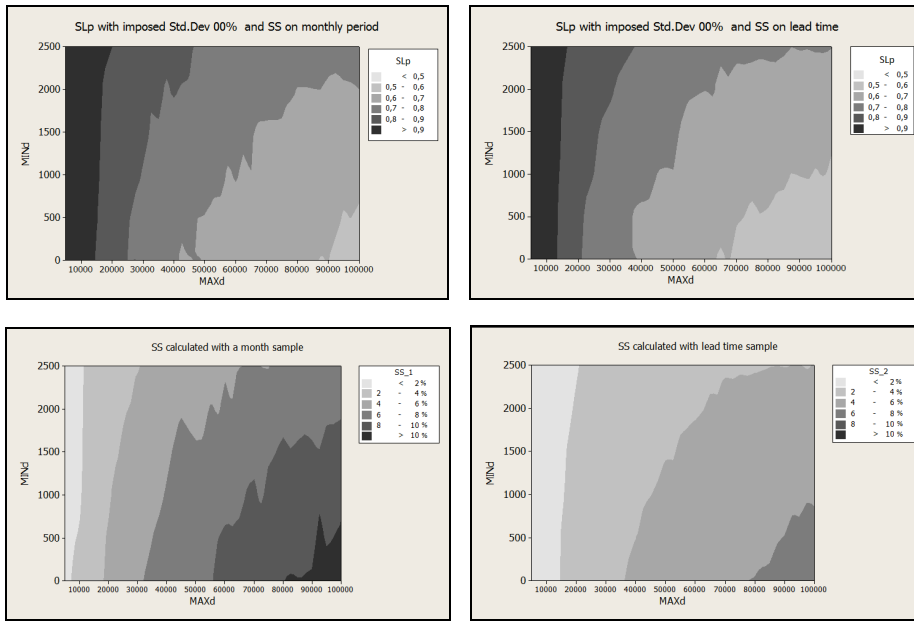 SLp with imposed Std.Dev 00% and SS on monthly period
2500
2000
1500
1000
500
0
MINd
10000 20000 30000 40000 50000 60000 70000 80000 90000 100000
MAXd
SLp
< 0,5
0,5 - 0,6
0,6 - 0,7
0,7 - 0,8
0,8 - 0,9
> 0,9
SLp with imposed Std.Dev 00% and SS on lead time
2500
2000
1500
1000
500
0
MINd
10000 20000 30000 40000 50000 60000 70000 80000 90000 100000
MAXd
SLp
< 0,5
0,5 - 0,6
0,6 - 0,7
0,7 - 0,8
0,8 - 0,9
> 0,9
SS calculated with a month sample
2500
2000
1500
1000
500
0
MINd
10000 20000 30000 40000 50000 60000 70000 80000 90000 100000
MAXd
SS_1
< 2%
2 - 4%
4 - 6%
6 - 8%
8 - 10%
> 10%
SS calculated with lead time sample
2500
2000
1500
1000
500
0
MINd
10000 20000 30000 40000 50000 60000 70000 80000 90000 100000
MAXd
SS_2
< 2%
2 - 4%
4 - 6%
6 - 8%
8 - 10%
> 10%